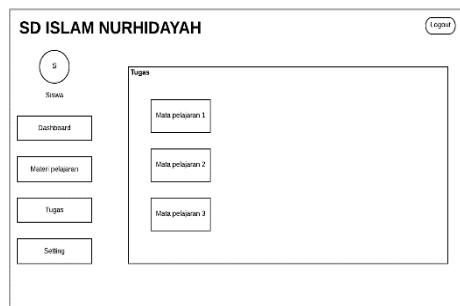 SD ISLAM NURHIDAYAH
Logout
S
Siswa
Dashboard
Materi pelajaran
Tugas
Setting
Tugas
Mata pelajaran 1
Mata pelajaran 2
Mata pelajaran 3